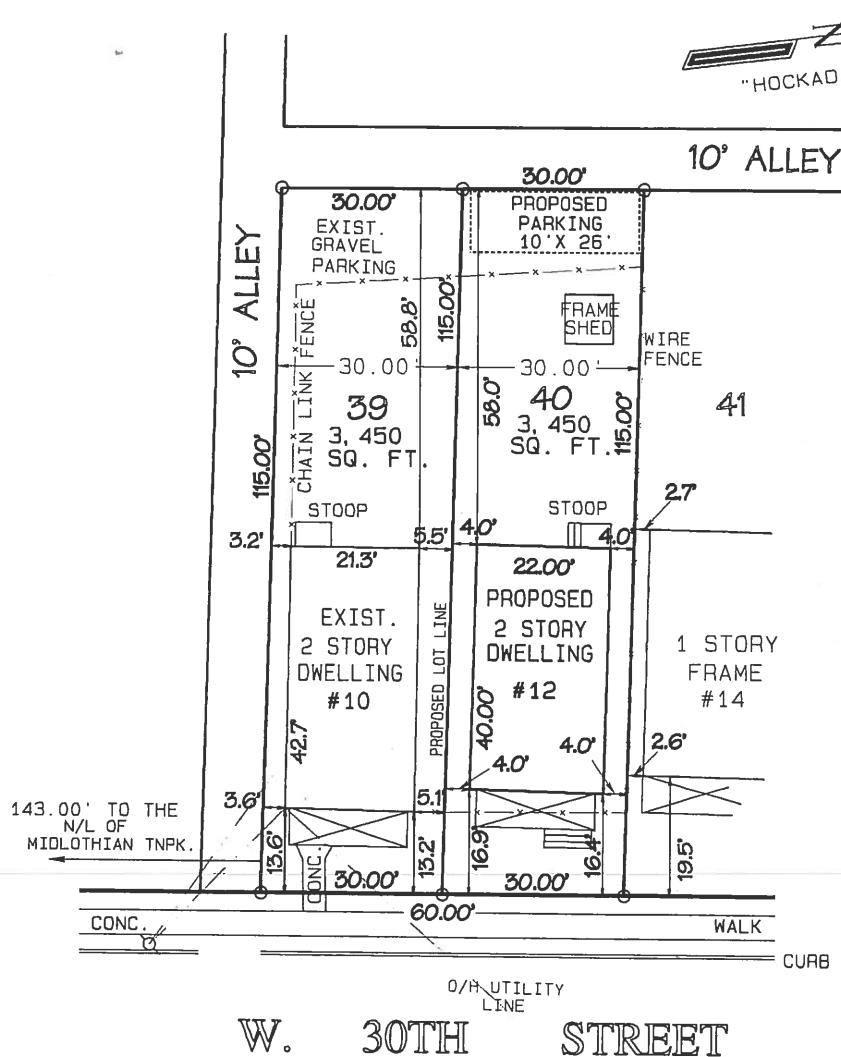 N
"HOCKAD
10' ALLEY
30.00'
30.00'
PROPOSED
PARKING
10'X 26'
EXIST.
GRAVEL
PARKING
10' ALLEY
CHAIN LINK FENCE
58.8'
115.00'
FRAME
SHED
WIRE
FENCE
30.00
30.00'
39
3, 450
SQ. FT.
58.0'
40
3, 450
SQ. FT.
115.00'
41
115.00'
2.7'
STOOP
STOOP
3.2'
5.5'
4.0'
4.0'
21.3'
22.00'
EXIST.
2 STORY
DWELLING
#10
PROPOSED LOT LINE
PROPOSED
2 STORY
DWELLING
#12
1 STORY
FRAME
#14
42.7'
40.00'
4.0'
4.0'
2.6'
3.6'
5.1'
143.00' TO THE
N/L OF
MIDLOTHIAN TNPK.
13.6'
CONC.
13.2'
16.9'
16.4'
19.5'
30.00'
30.00'
60.00'
CONC.
WALK
CURB
O/H UTILITY
LINE
W. 30TH STREET